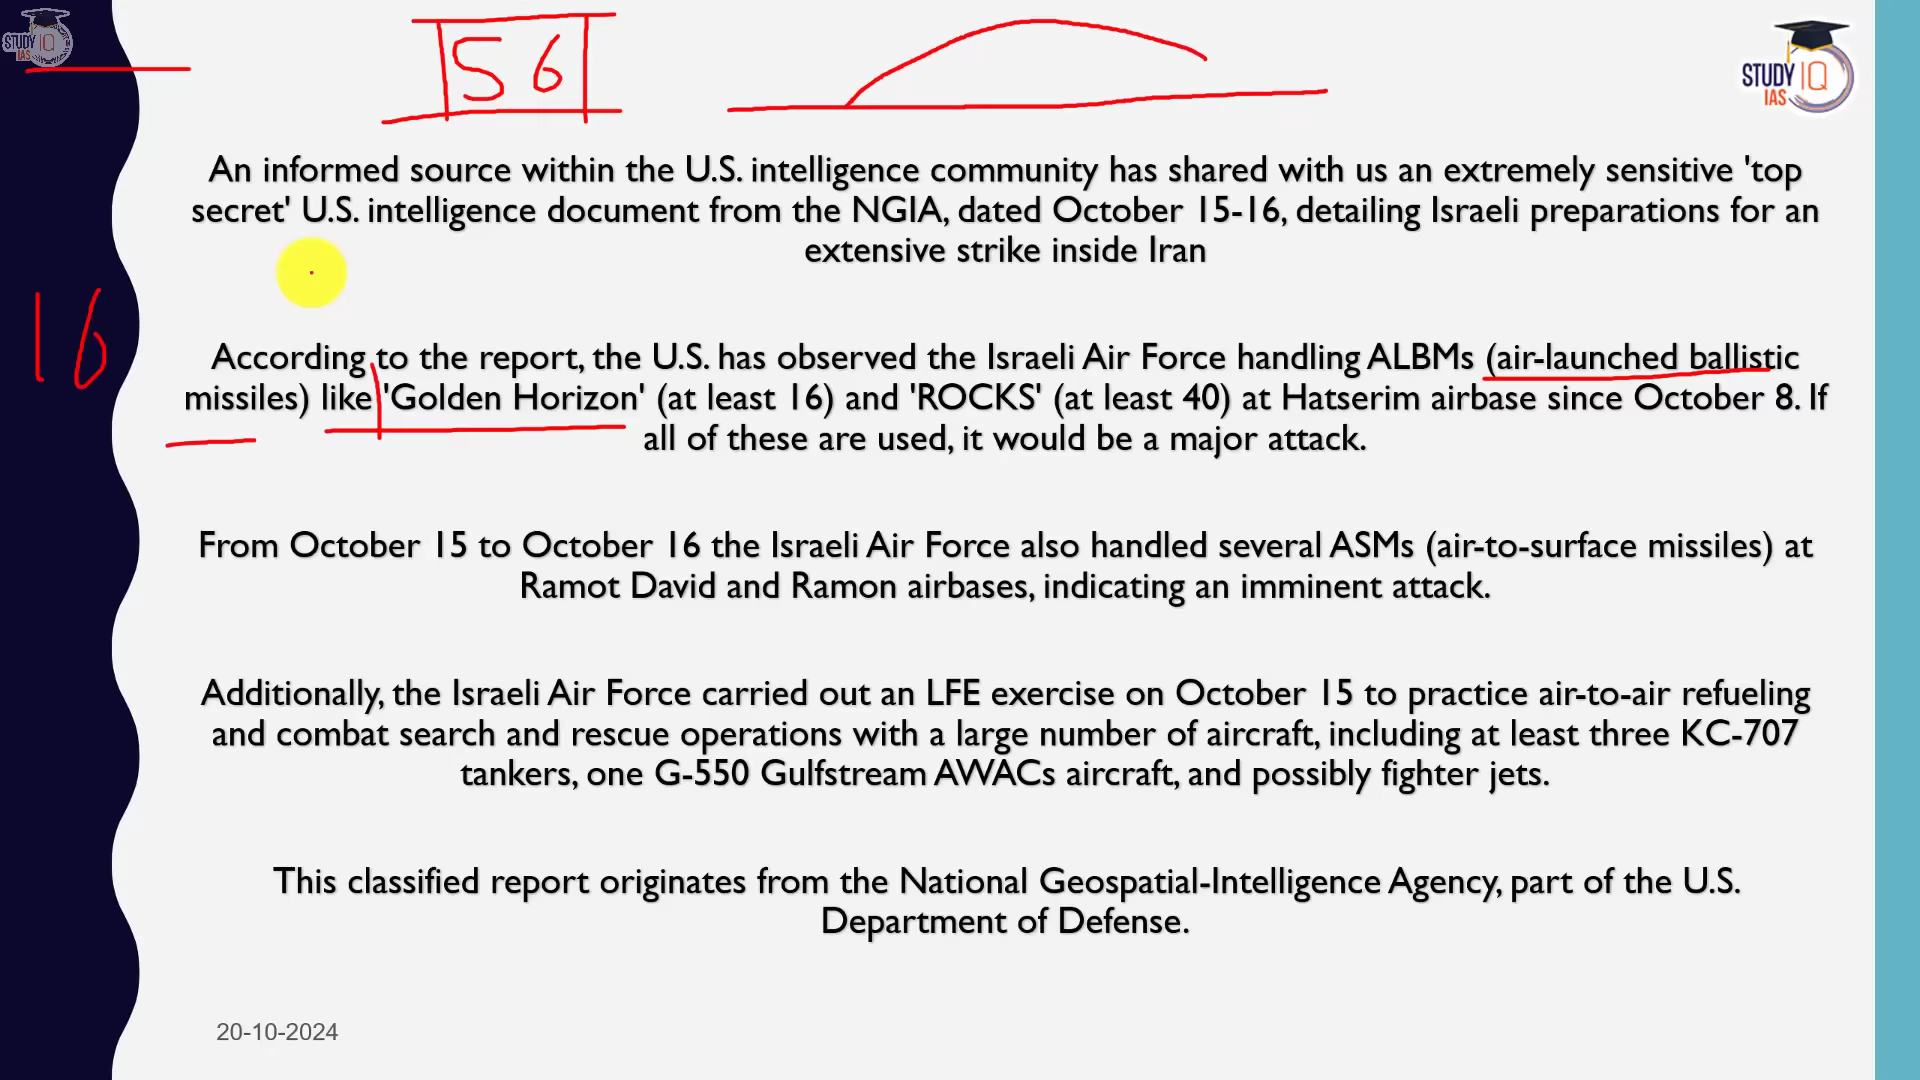 STUDY IQ
IAS
56
STUDY IQ
IAS
An informed source within the U.S. intelligence community has shared with us an extremely sensitive 'top
secret' U.S. intelligence document from the NGIA, dated October 15-16, detailing Israeli preparations for an
extensive strike inside Iran
16
According to the report, the U.S. has observed the Israeli Air Force handling ALBMs (air-launched ballistic
missiles) like 'Golden Horizon' (at least 16) and 'ROCKS' (at least 40) at Hatserim airbase since October 8. If
all of these are used, it would be a major attack.
From October 15 to October 16 the Israeli Air Force also handled several ASMs (air-to-surface missiles) at
Ramot David and Ramon airbases, indicating an imminent attack.
Additionally, the Israeli Air Force carried out an LFE exercise on October 15 to practice air-to-air refueling
and combat search and rescue operations with a large number of aircraft, including at least three KC-707
tankers, one G-550 Gulfstream AWACs aircraft, and possibly fighter jets.
This classified report originates from the National Geospatial-Intelligence Agency, part of the U.S.
Department of Defense.
20-10-2024